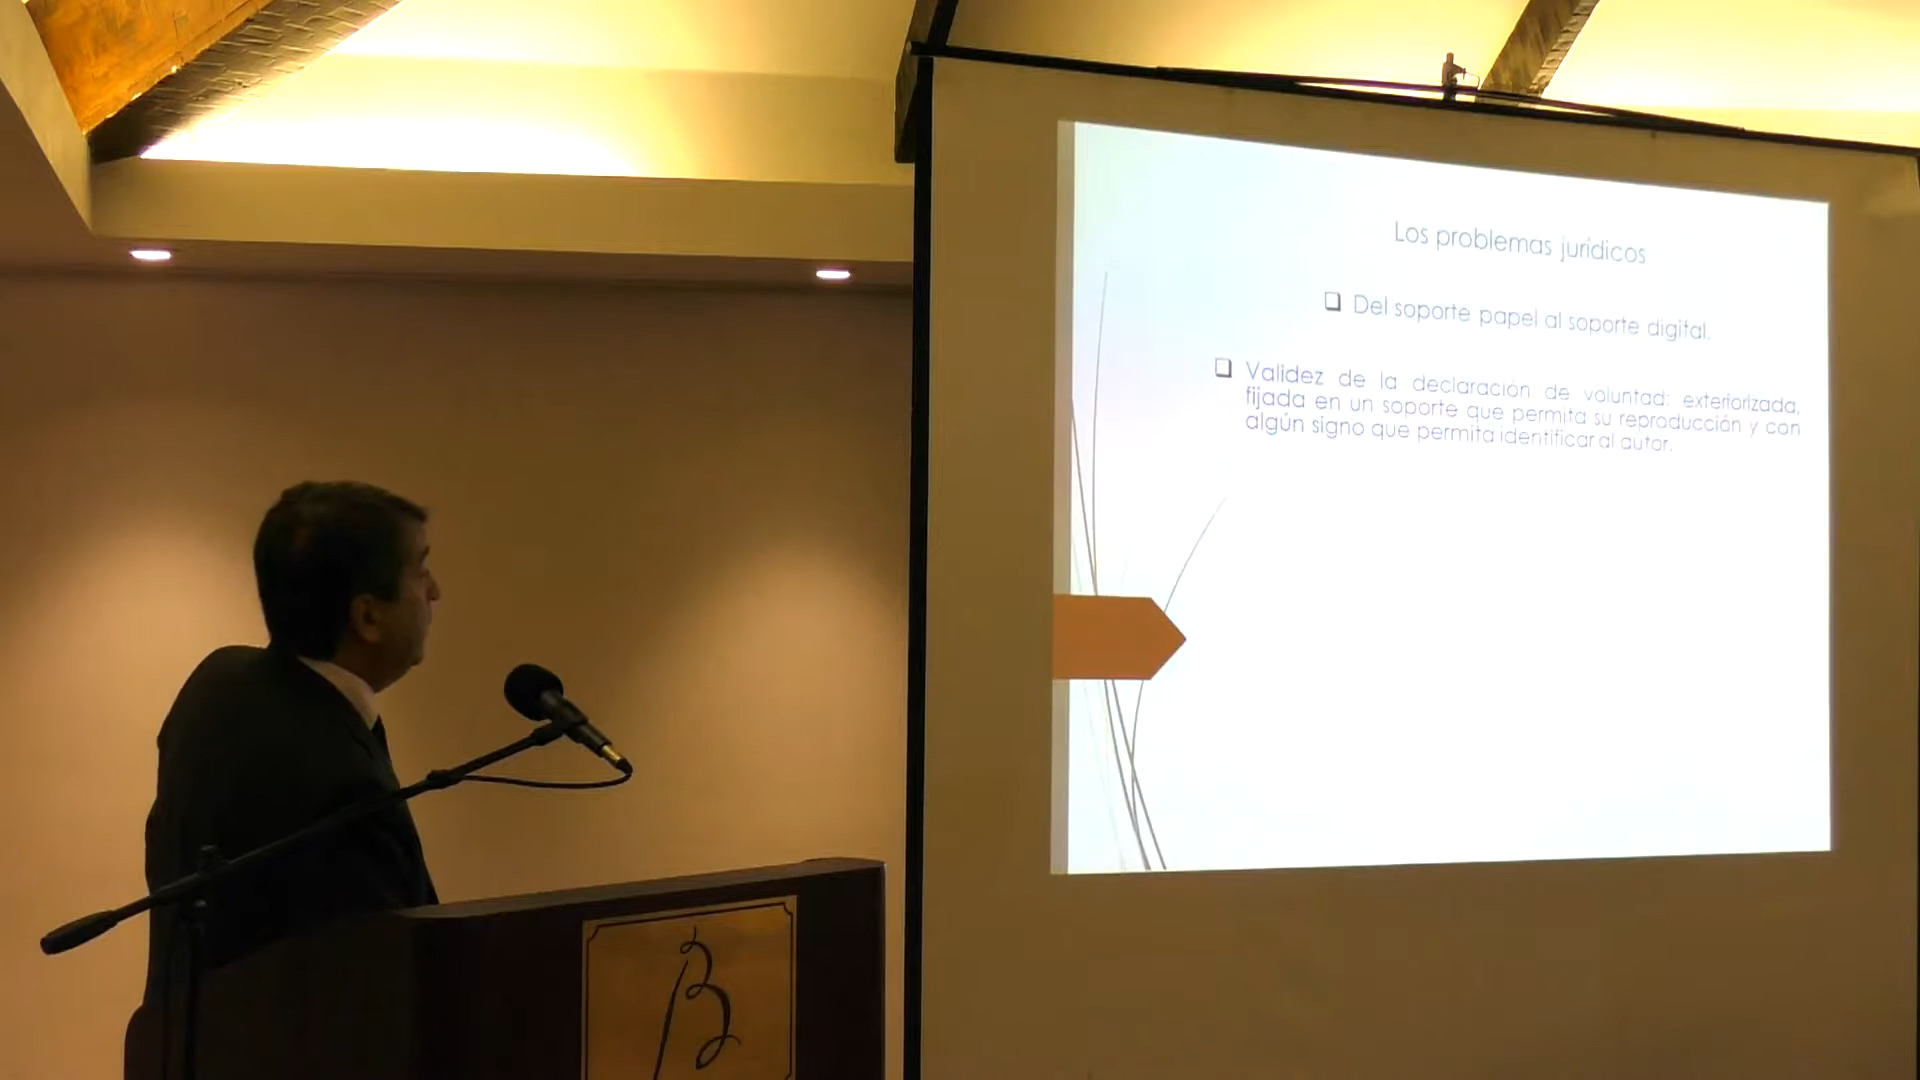 Los problemas jurídicos
❑ Del soporte papel al soporte digital.
❑ Validez de la declaración de voluntad: exteriorizada,
fijada en un soporte que permita su reproducción y con
algún signo que permita identificar al autor.
B